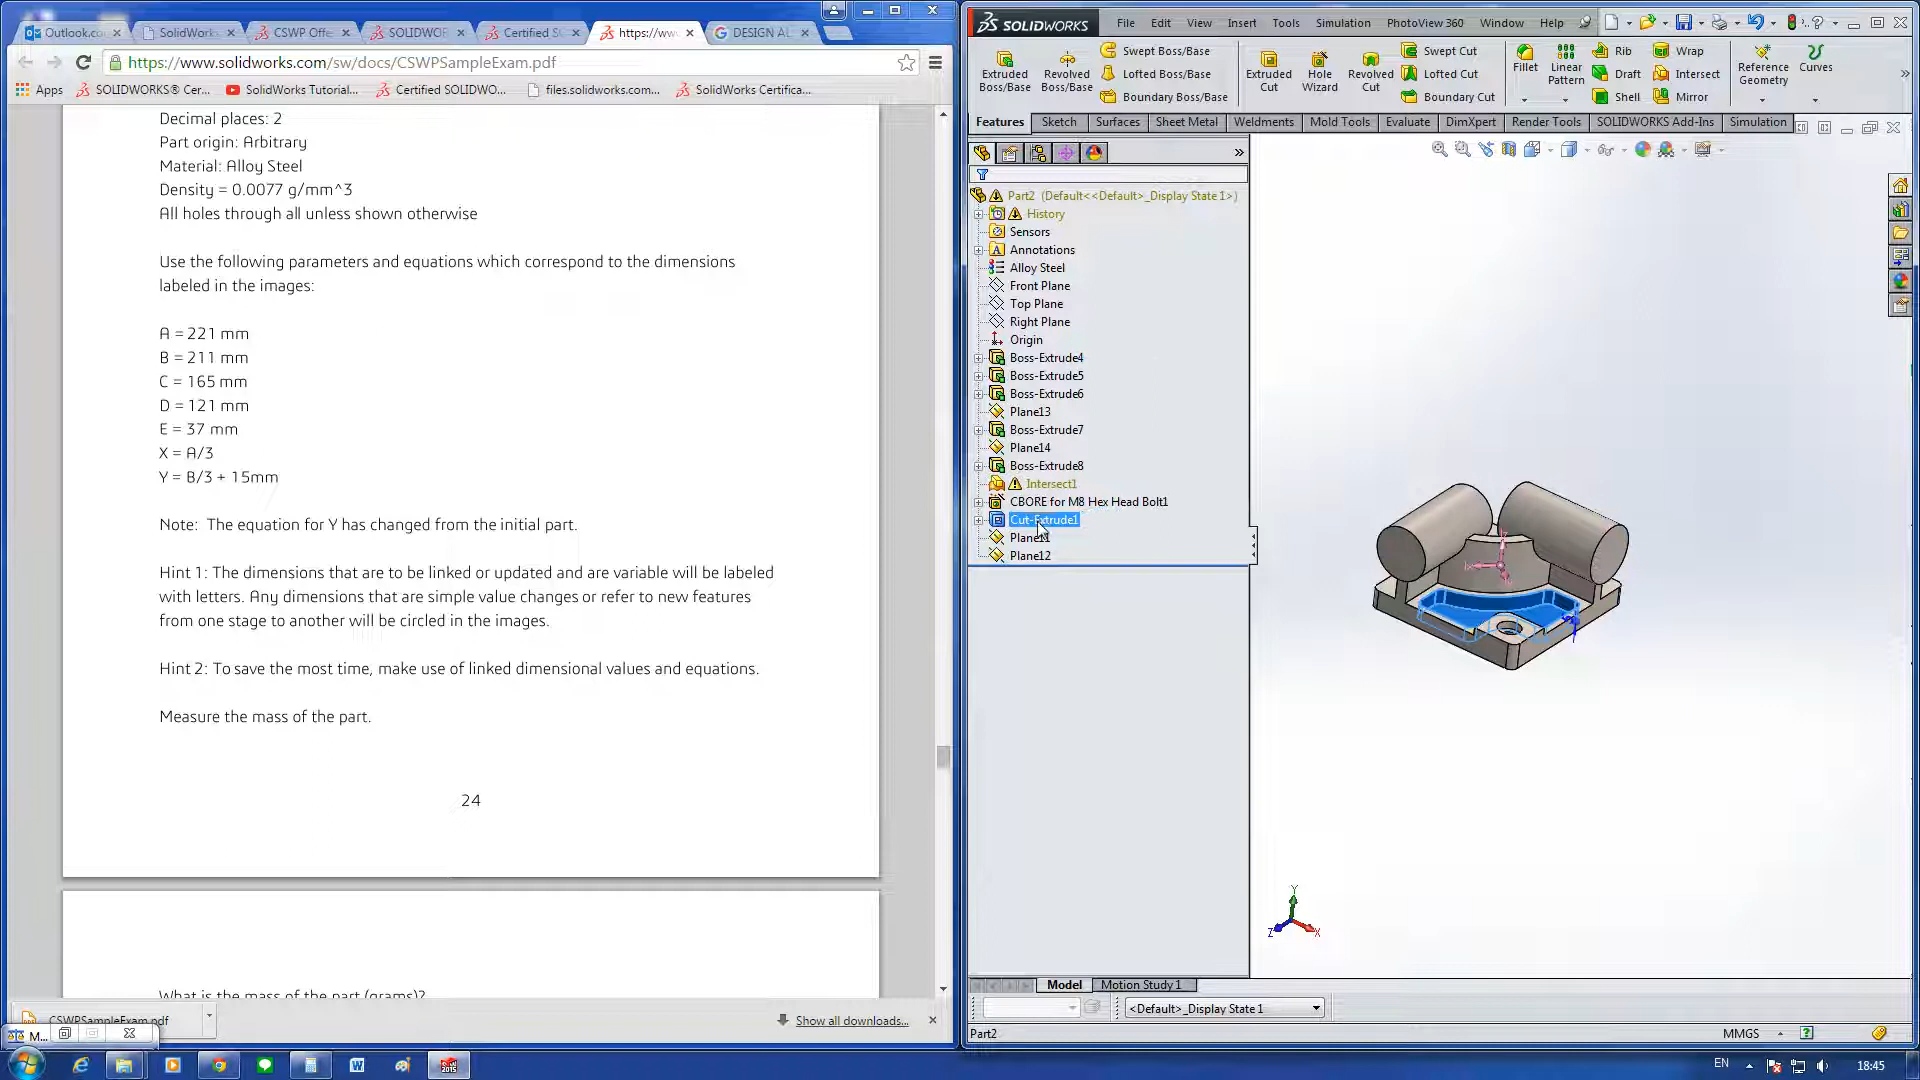 Outlook.co
SolidWork
CSWP Offe
SOLIDWOR
Certified S
https://ww
DESIGN AL
https://www.solidworks.com/sw/docs/CSWPSampleExam.pdf
Apps
SOLIDWORKS® Cer...
SolidWorks Tutorial...
Certified SOLIDWO...
files.solidworks.com...
SolidWorks Certifica...
Decimal places: 2
Part origin: Arbitrary
Material: Alloy Steel
Density = 0.0077 g/mm^3
All holes through all unless shown otherwise
Use the following parameters and equations which correspond to the dimensions
labeled in the images:
A = 221 mm
B = 211 mm
C = 165 mm
D = 121 mm
E = 37 mm
X = A/3
Y = B/3 + 15mm
Note:  The equation for Y has changed from the initial part.
Hint 1: The dimensions that are to be linked or updated and are variable will be labeled
with letters. Any dimensions that are simple value changes or refer to new features
from one stage to another will be circled in the images.
Hint 2: To save the most time, make use of linked dimensional values and equations.
Measure the mass of the part.
24
What is the mass of the part (grams)?
CSWPSampleExam.pdf
Show all downloads...
M...
SOLIDWORKS
File
Edit
View
Insert
Tools
Simulation
PhotoView 360
Window
Help
Extruded Boss/Base
Revolved Boss/Base
Swept Boss/Base
Lofted Boss/Base
Boundary Boss/Base
Extruded Cut
Hole Wizard
Revolved Cut
Swept Cut
Lofted Cut
Boundary Cut
Fillet
Linear Pattern
Rib
Draft
Shell
Wrap
Intersect
Mirror
Reference Geometry
Curves
Features
Sketch
Surfaces
Sheet Metal
Weldments
Mold Tools
Evaluate
DimXpert
Render Tools
SOLIDWORKS Add-Ins
Simulation
Part2 (Default<<Default>_Display State 1>)
History
Sensors
Annotations
Alloy Steel
Front Plane
Top Plane
Right Plane
Origin
Boss-Extrude4
Boss-Extrude5
Boss-Extrude6
Plane13
Boss-Extrude7
Plane14
Boss-Extrude8
Intersect1
CBORE for M8 Hex Head Bolt1
Cut-Extrude1
Plane11
Plane12
Y
Z
X
Model
Motion Study 1
<Default>_Display State 1
Part2
MMGS
EN
18:45